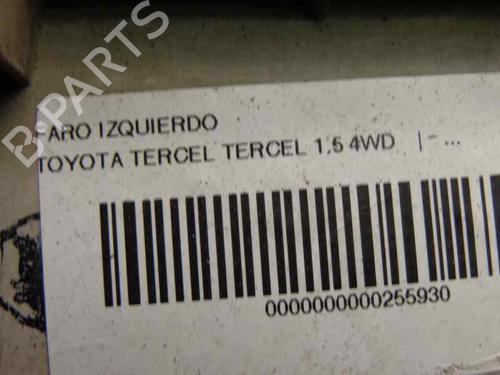 B-PARTS
FARO IZQUIERDO
TOYOTA TERCEL TERCEL 1,5 4WD |- ...
0000000000255930